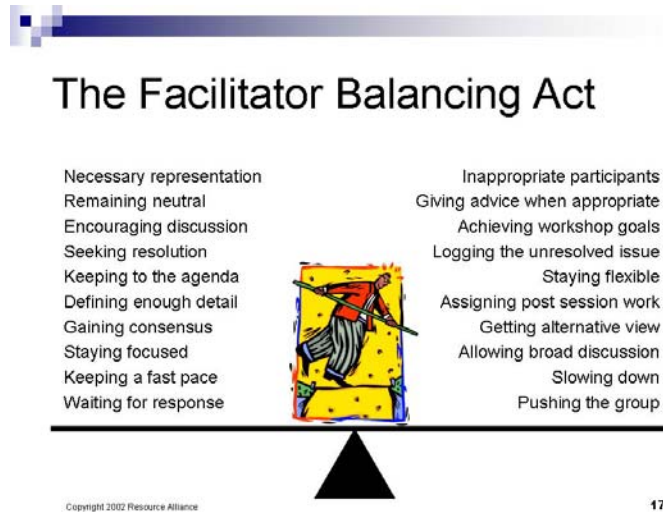 The Facilitator Balancing Act
Necessary representation
Remaining neutral
Encouraging discussion
Seeking resolution
Keeping to the agenda
Defining enough detail
Gaining consensus
Staying focused
Keeping a fast pace
Waiting for response
Inappropriate participants
Giving advice when appropriate
Achieving workshop goals
Logging the unresolved issue
Staying flexible
Assigning post session work
Getting alternative view
Allowing broad discussion
Slowing down
Pushing the group
Copyright 2002 Resource Alliance
17